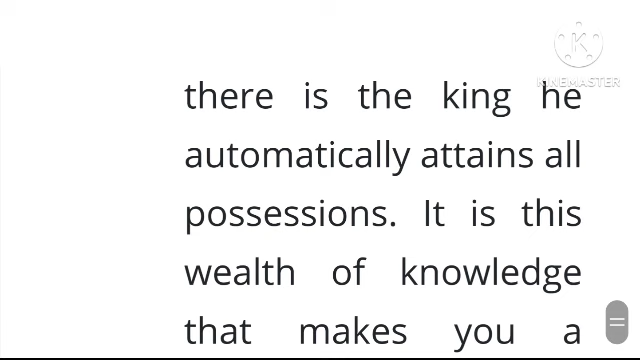 K
KINEMASTER
there is the king he
automatically attains all
possessions. It is this
wealth of knowledge
that makes you a